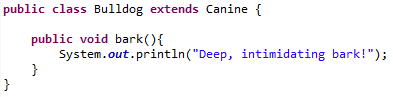 public class Bulldog extends Canine {
public void bark(){
System.out.println("Deep, intimidating bark!");
}
}